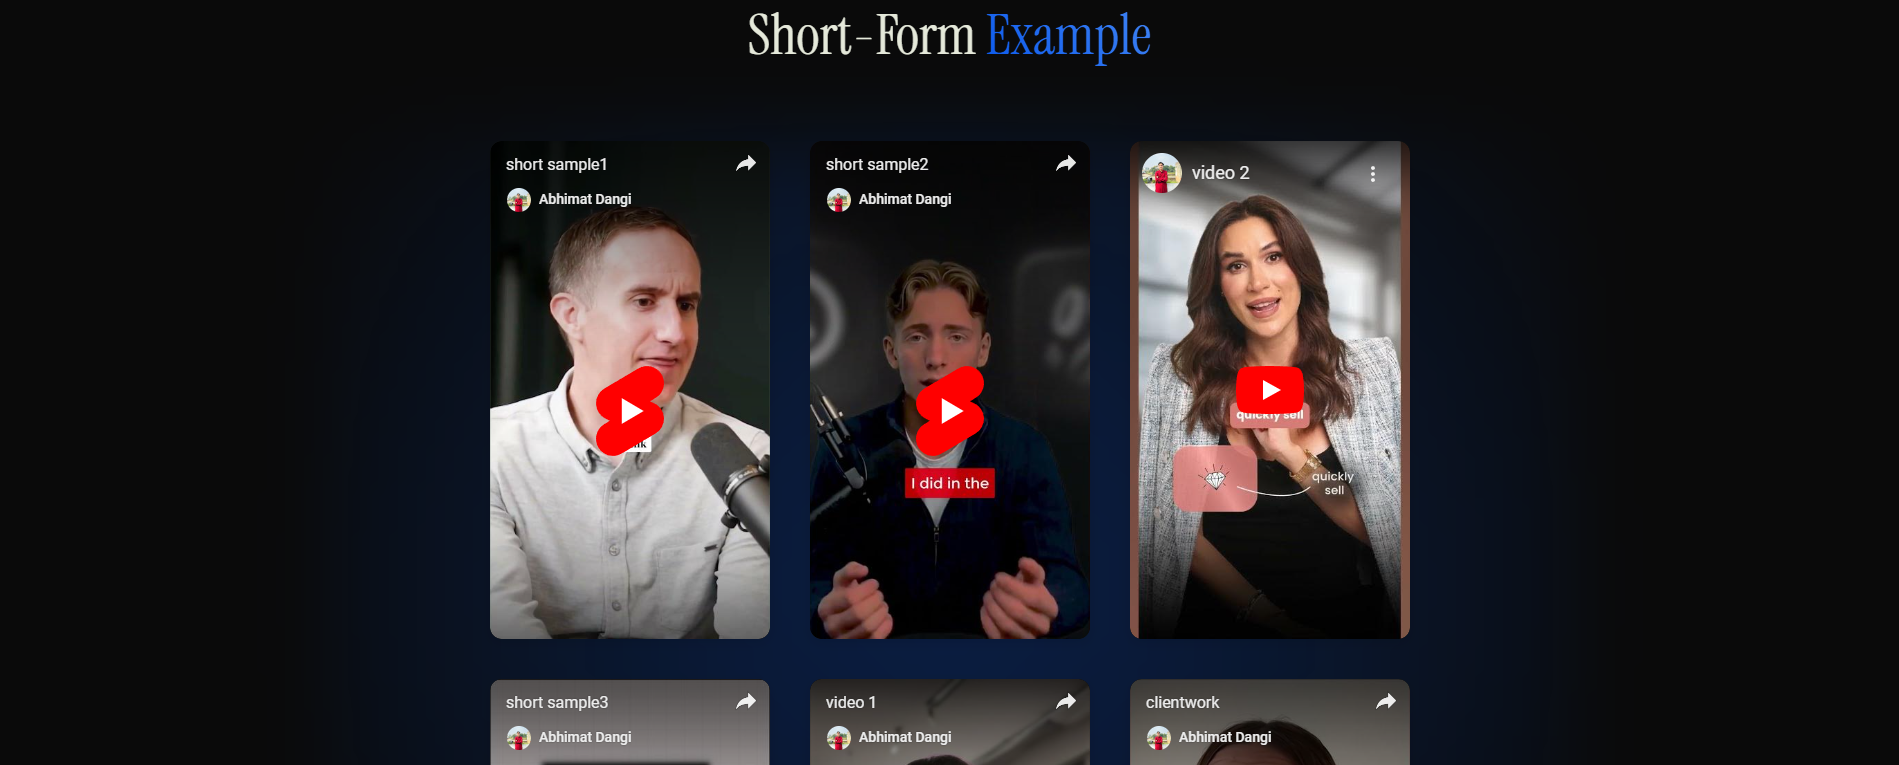 Short-Form Example
short sample1
Abhimat Dangi
short sample2
Abhimat Dangi
I did in the
video 2
quickly sell
quickly
sell
short sample3
Abhimat Dangi
video 1
Abhimat Dangi
clientwork
Abhimat Dangi